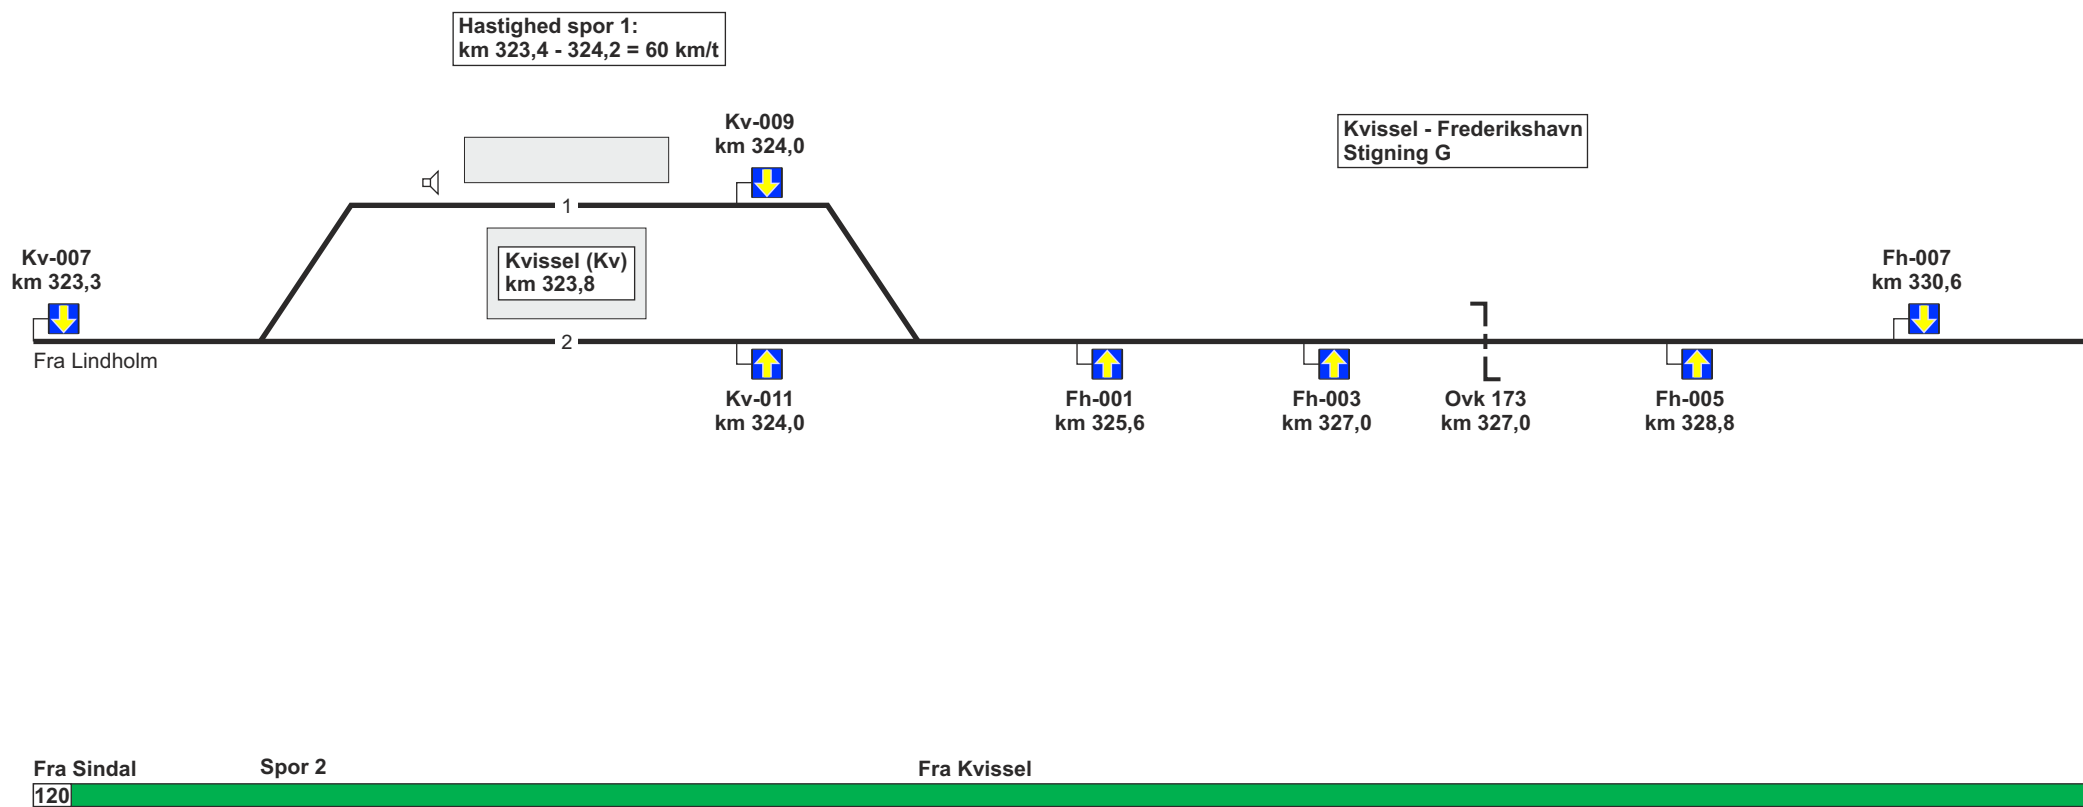 Hastighed spor 1:
km 323,4 - 324,2 = 60 km/t
Kv-009
km 324,0
Kvissel - Frederikshavn
Stigning G
1
Kv-007
km 323,3
Kvissel (Kv)
km 323,8
Fh-007
km 330,6
2
Fra Lindholm
Kv-011
km 324,0
Fh-001
km 325,6
Fh-003
km 327,0
Ovk 173
km 327,0
Fh-005
km 328,8
Fra Sindal
Spor 2
Fra Kvissel
120